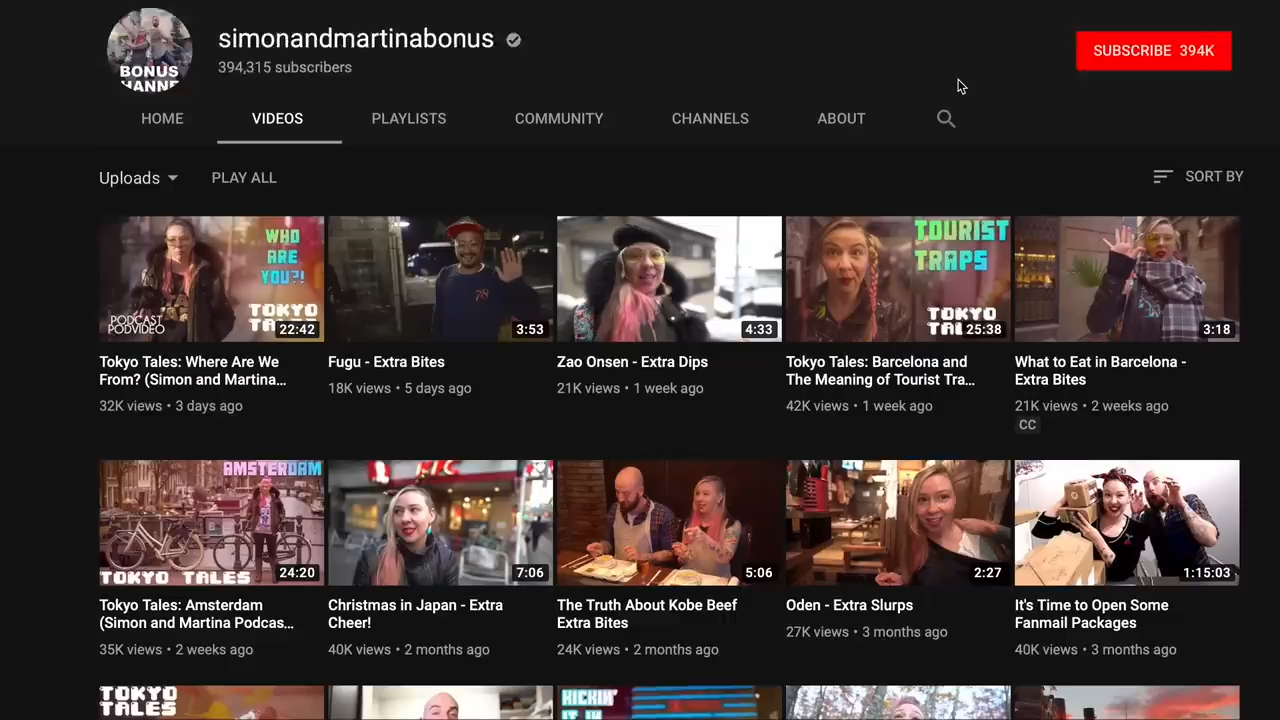 simonandmartinabonus
394,315 subscribers
BONUS
SUBSCRIBE 394K
HOME
VIDEOS
PLAYLISTS
COMMUNITY
CHANNELS
ABOUT
Uploads
PLAY ALL
SORT BY
WHO
ARE
YOU?!
PODCAST
PODVIDEO
TOKYO
22:42
3:53
4:33
TOURIST
TRAPS
TOKYO
25:38
3:18
Tokyo Tales: Where Are We
From? (Simon and Martina...
32K views • 3 days ago
Fugu - Extra Bites
18K views • 5 days ago
Zao Onsen - Extra Dips
21K views • 1 week ago
Tokyo Tales: Barcelona and
The Meaning of Tourist Tra...
42K views • 1 week ago
What to Eat in Barcelona -
Extra Bites
21K views • 2 weeks ago
CC
AMSTERDAM
TOKYO TALES
24:20
7:06
5:06
2:27
1:15:03
Tokyo Tales: Amsterdam
(Simon and Martina Podcas...
35K views • 2 weeks ago
Christmas in Japan - Extra
Cheer!
40K views • 2 months ago
The Truth About Kobe Beef
Extra Bites
24K views • 2 months ago
Oden - Extra Slurps
27K views • 3 months ago
It's Time to Open Some
Fanmail Packages
40K views • 3 months ago
TOKYO
TALES
KICKIN'
IT IN